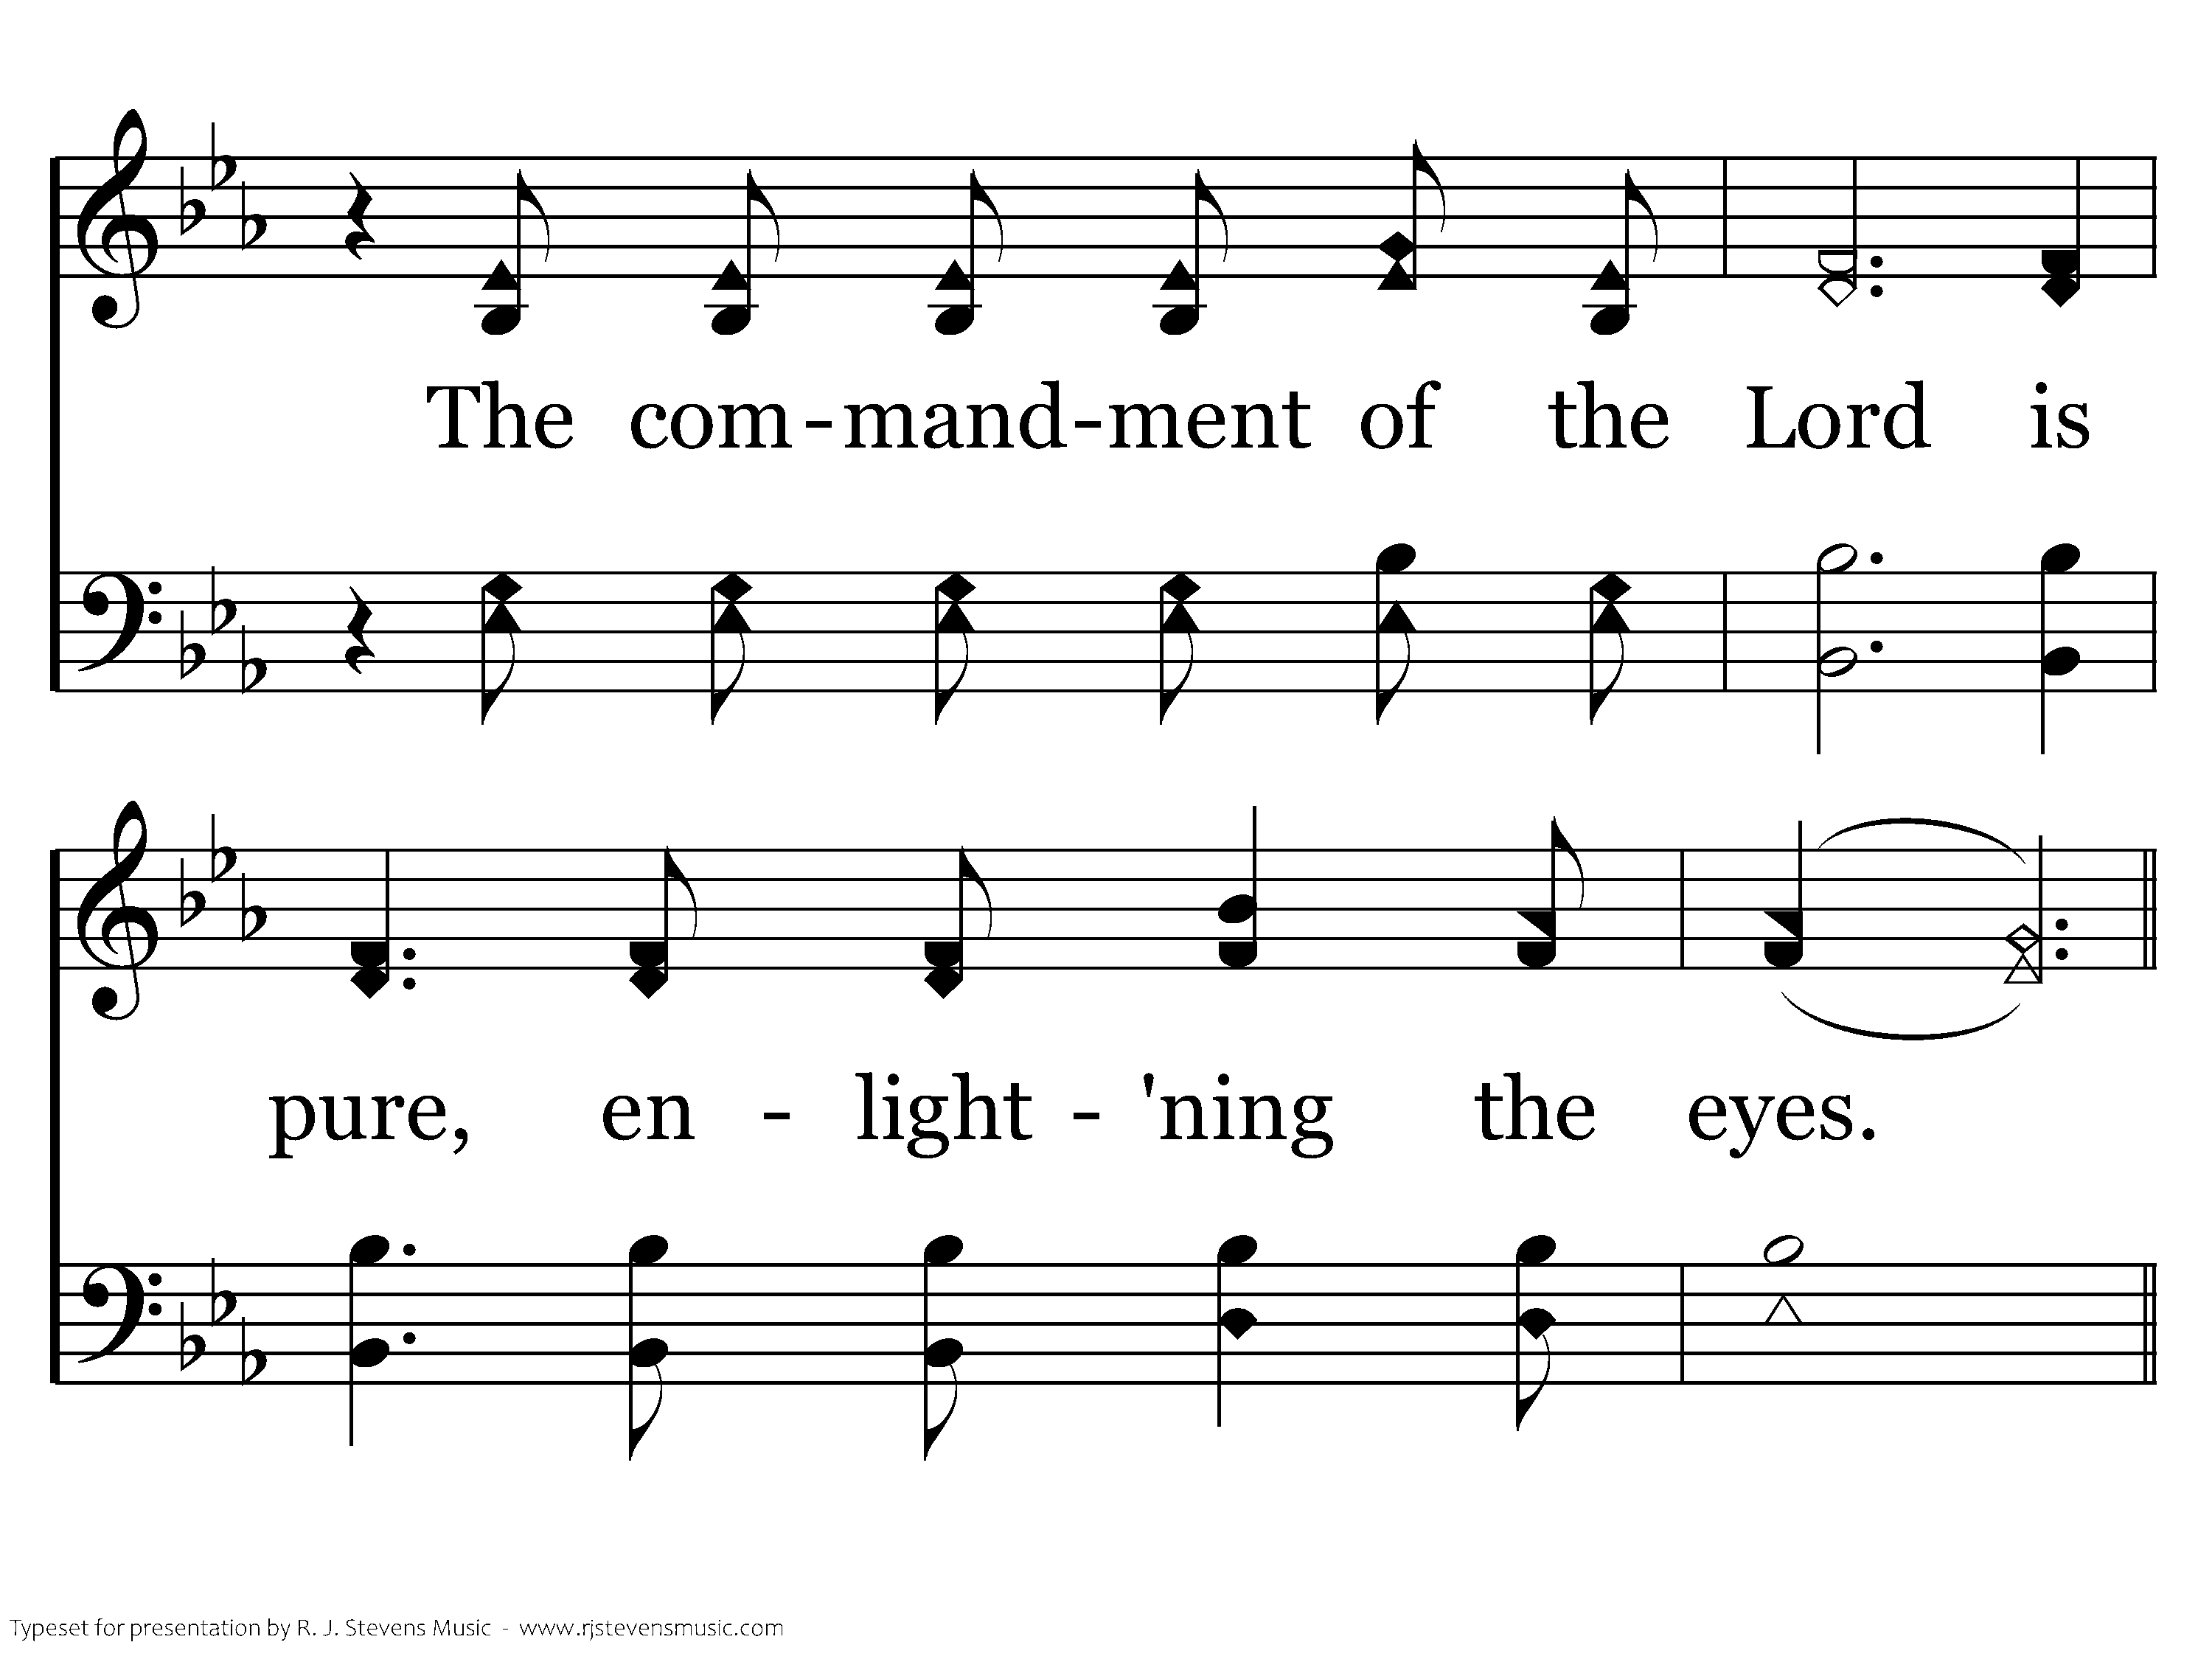 The com-mand-ment of the Lord is
pure, en - light - 'ning the eyes.
Typeset for presentation by R. J. Stevens Music - www.rjstevensmusic.com